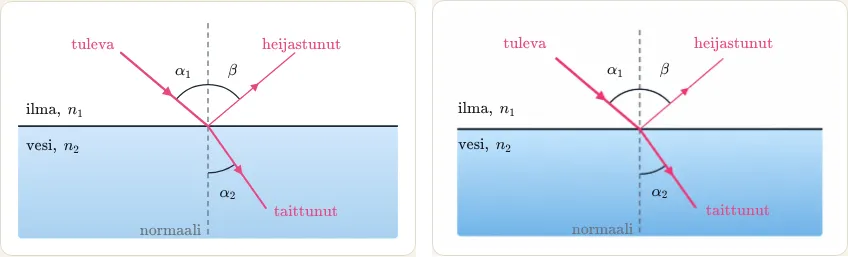 tuleva
heijastunut
α₁
β
ilma, n₁
vesi, n₂
α₂
taittunut
normaali
tuleva
heijastunut
α₁
β
ilma, n₁
vesi, n₂
α₂
taittunut
normaali